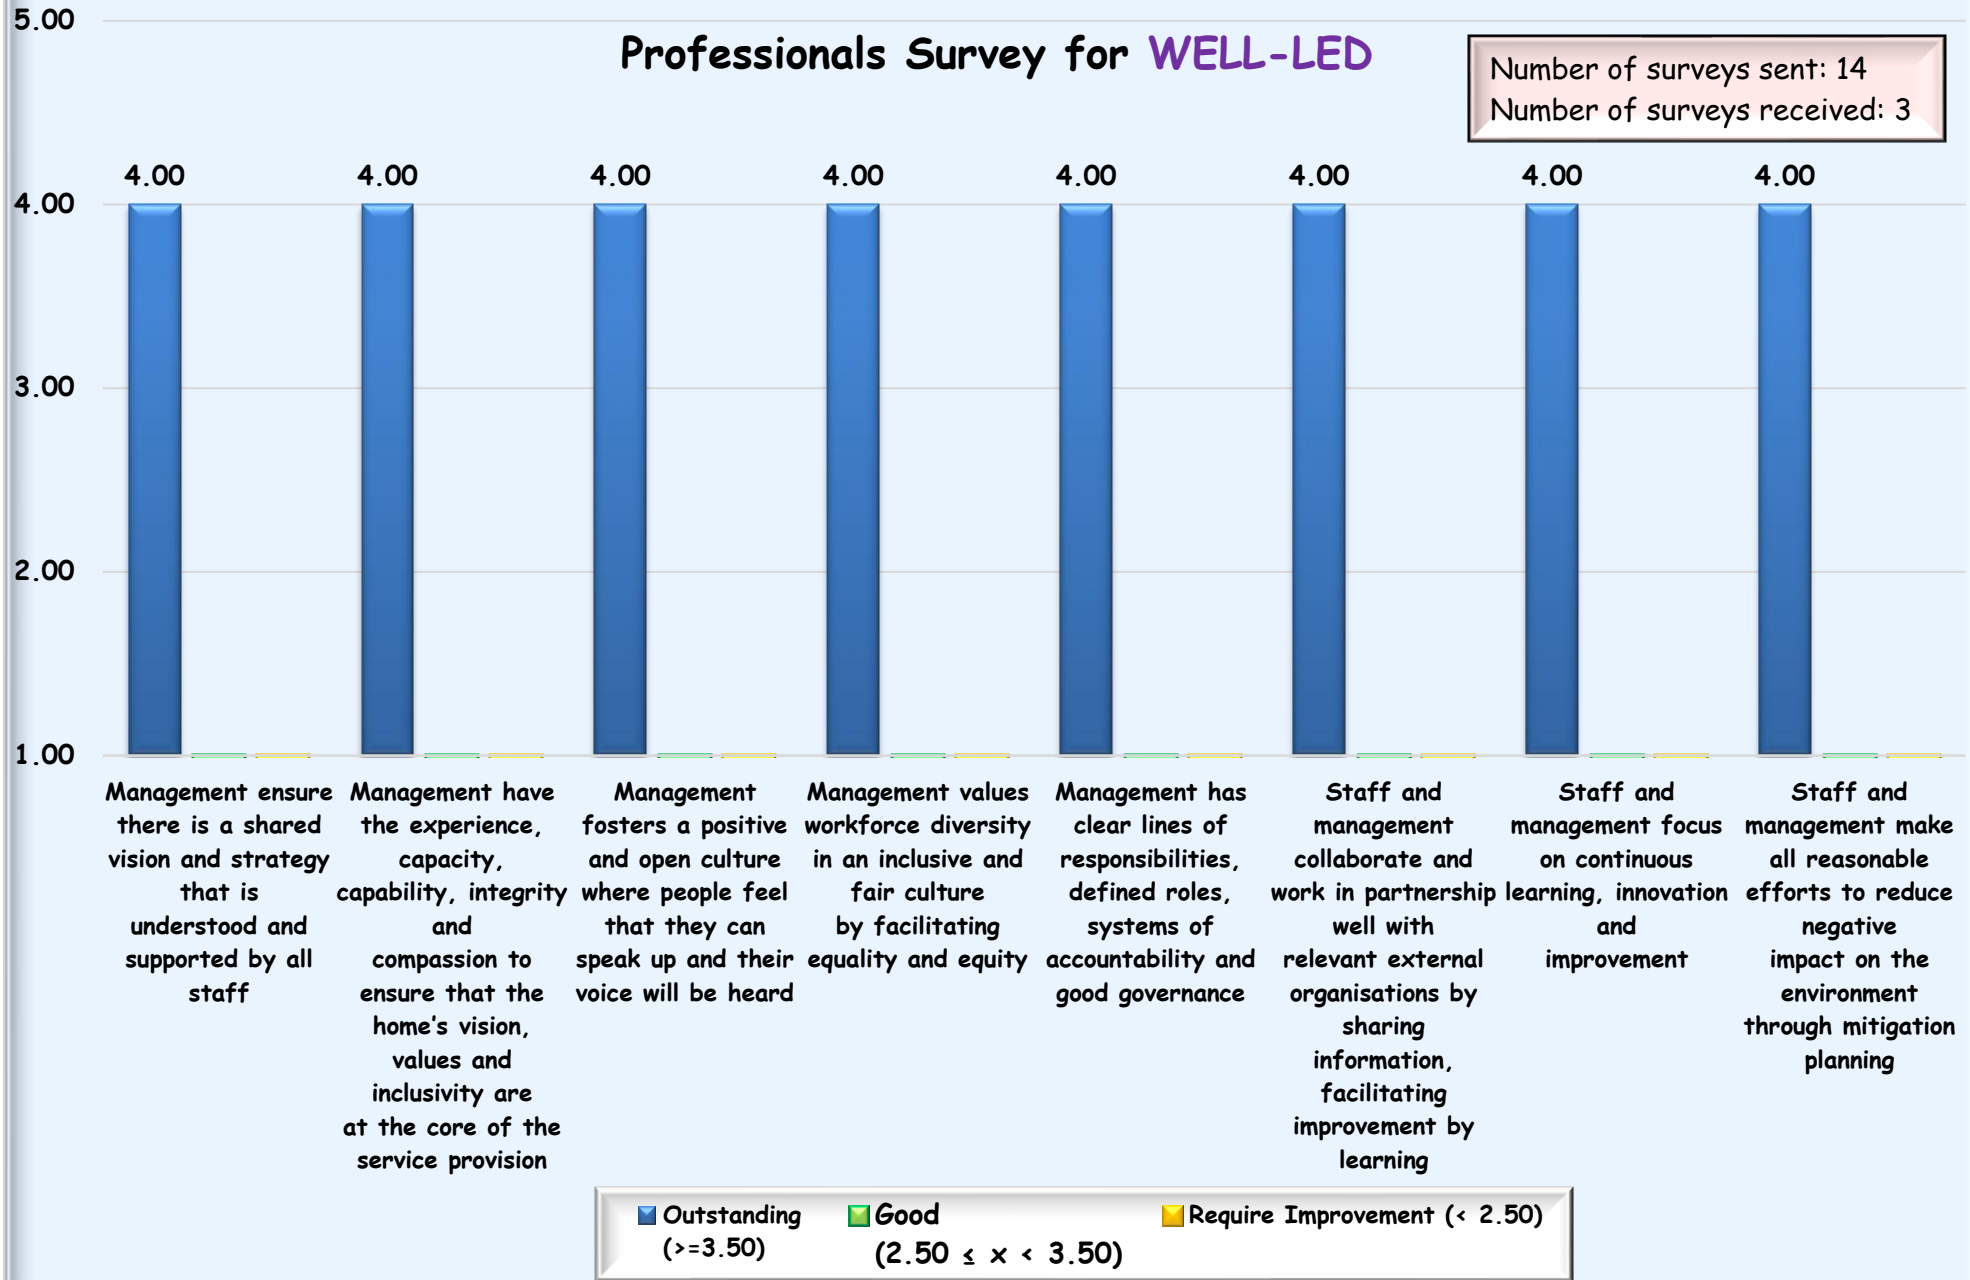 5.00
Professionals Survey for WELL-LED
Number of surveys sent: 14
Number of surveys received: 3
4.00 4.00 4.00 4.00 4.00 4.00 4.00 4.00
4.00
3.00
2.00
1.00
Management ensure
there is a shared
vision and strategy
that is
understood and
supported by all
staff
Management have
the experience,
capacity,
capability, integrity
and
compassion to
ensure that the
home's vision,
values and
inclusivity are
at the core of the
service provision
Management
fosters a positive
and open culture
where people feel
that they can
speak up and their
voice will be heard
Management values
workforce diversity
in an inclusive and
fair culture
by facilitating
equality and equity
Management has
clear lines of
responsibilities,
defined roles,
systems of
accountability and
good governance
Staff and
management
collaborate and
work in partnership
well with
relevant external
organisations by
sharing
information,
facilitating
improvement by
learning
Staff and
management focus
on continuous
learning, innovation
and
improvement
Staff and
management make
all reasonable
efforts to reduce
negative
impact on the
environment
through mitigation
planning
Outstanding
(>=3.50)
Good
(2.50 ≤ x < 3.50)
Require Improvement (< 2.50)